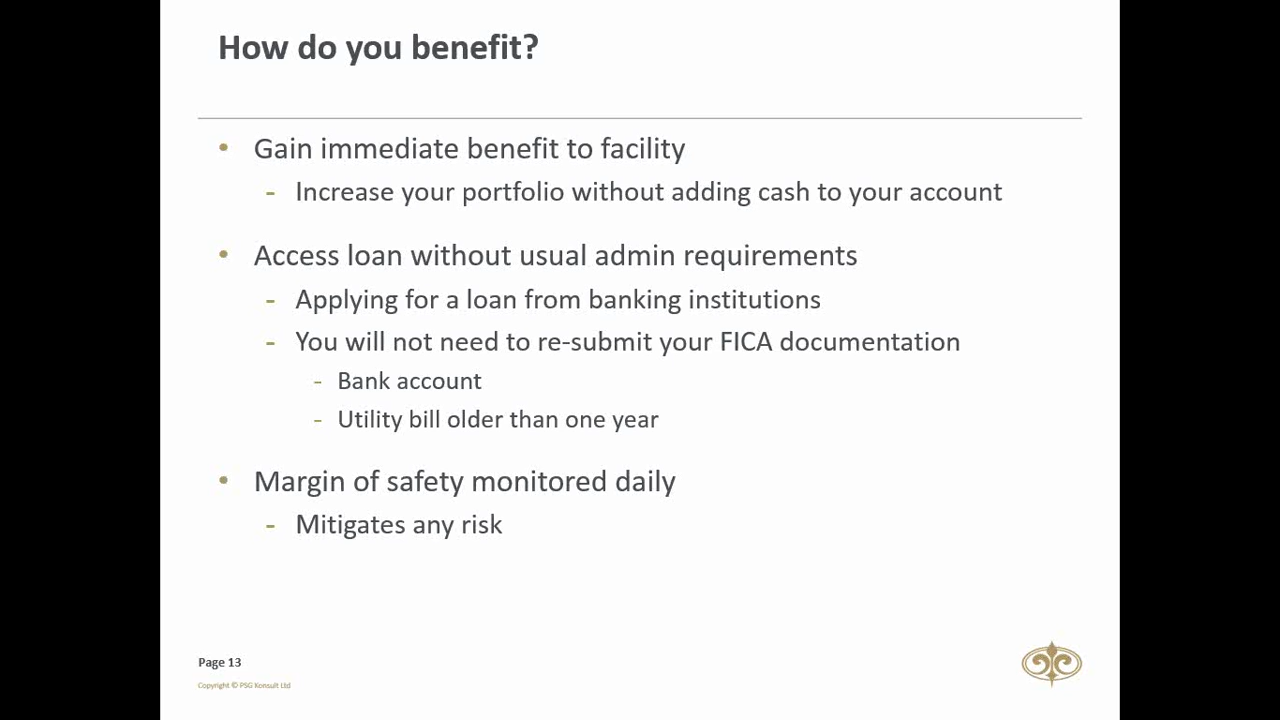 How do you benefit?
• Gain immediate benefit to facility
- Increase your portfolio without adding cash to your account
• Access loan without usual admin requirements
- Applying for a loan from banking institutions
- You will not need to re-submit your FICA documentation
- Bank account
- Utility bill older than one year
• Margin of safety monitored daily
- Mitigates any risk
Page 13
Copyright © PSG Konsult Ltd